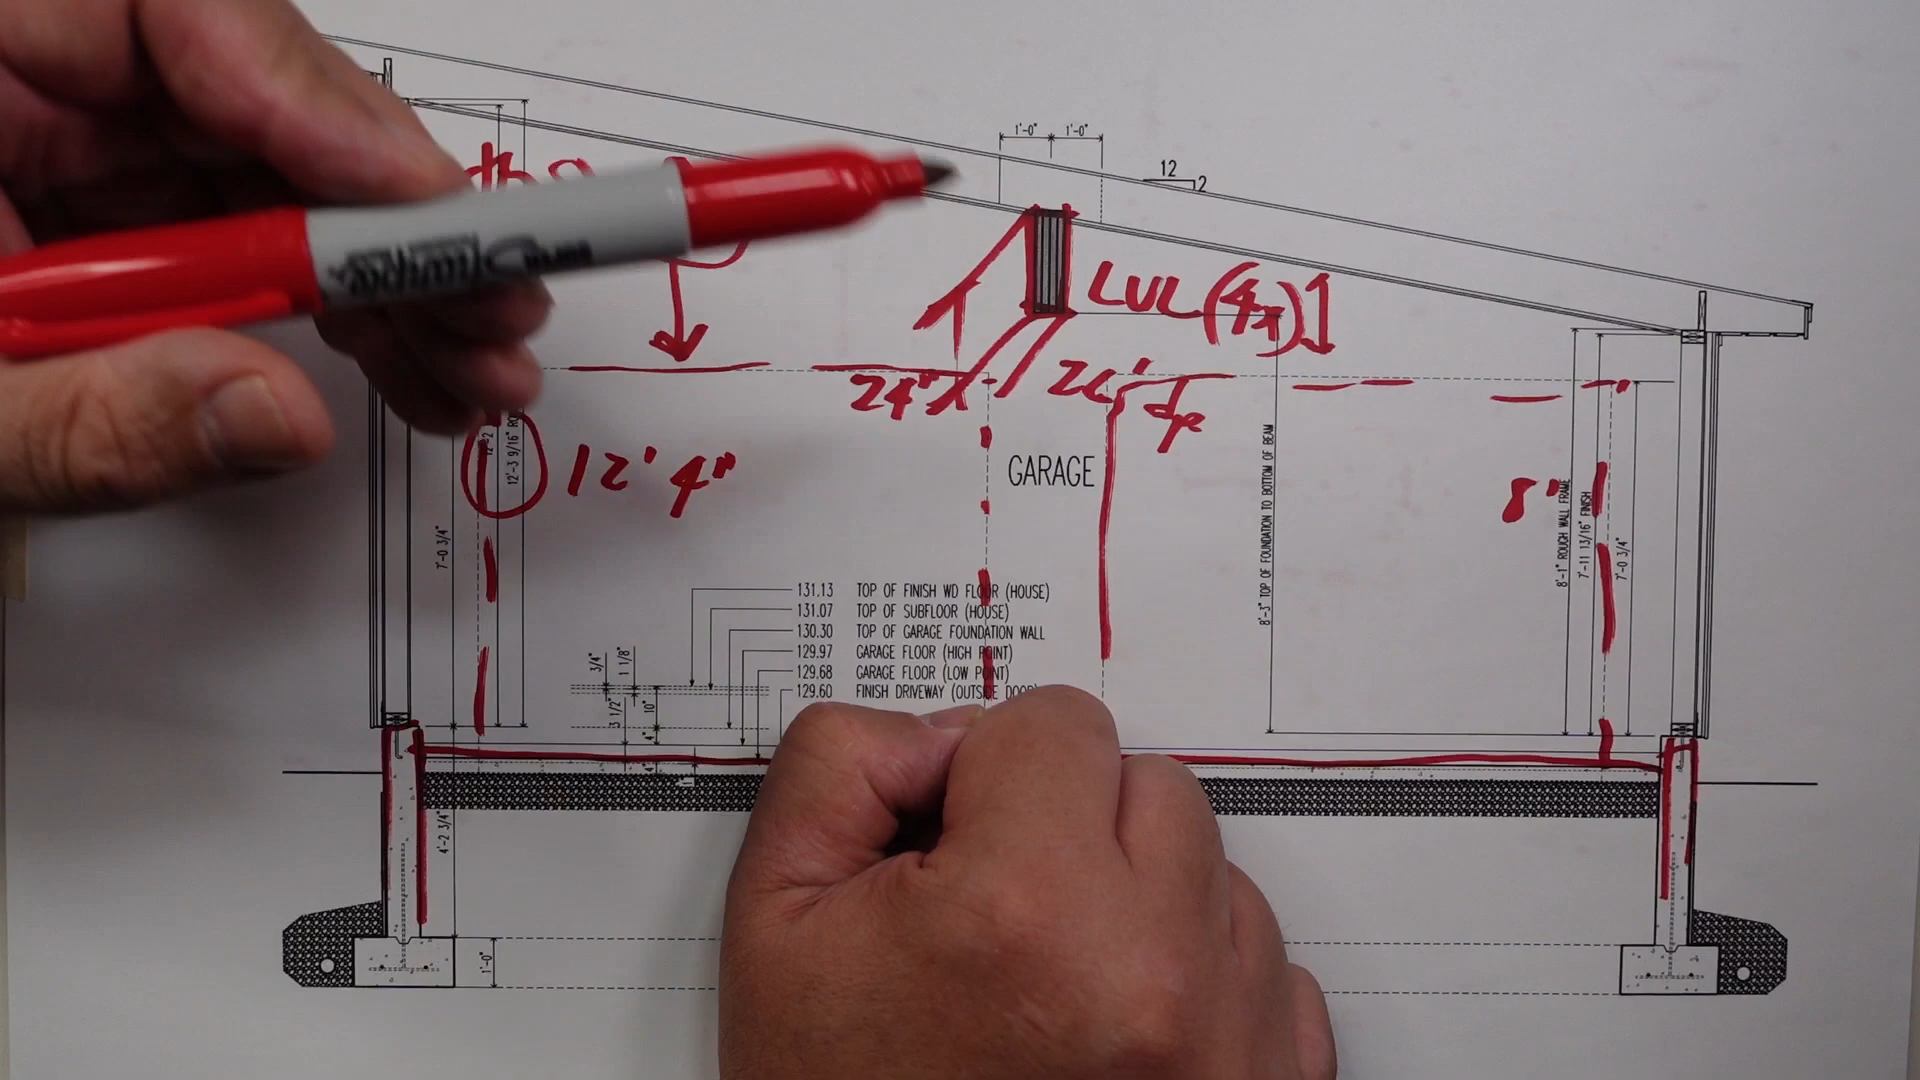 1'-0" 1'-0"
12
2
LVL (4x)
24" x 26' dp
12'-3 9/16" RO
12' 4"
GARAGE
8'
8'-3" TOP OF FOUNDATION TO BOTTOM OF BEAM
8'-1" ROUGH WALL FRAME
7'-11 13/16" FINISH
7'-0 3/4"
7'-0 3/4"
131.13 TOP OF FINISH WD FLOOR (HOUSE)
131.07 TOP OF SUBFLOOR (HOUSE)
130.30 TOP OF GARAGE FOUNDATION WALL
129.97 GARAGE FLOOR (HIGH POINT)
129.68 GARAGE FLOOR (LOW POINT)
129.60 FINISH DRIVEWAY (OUTSIDE DOOR)
3/4"
1 1/8"
3 1/2"
10"
4"
4"
4'-2 3/4"
1'-0"
Sharpie